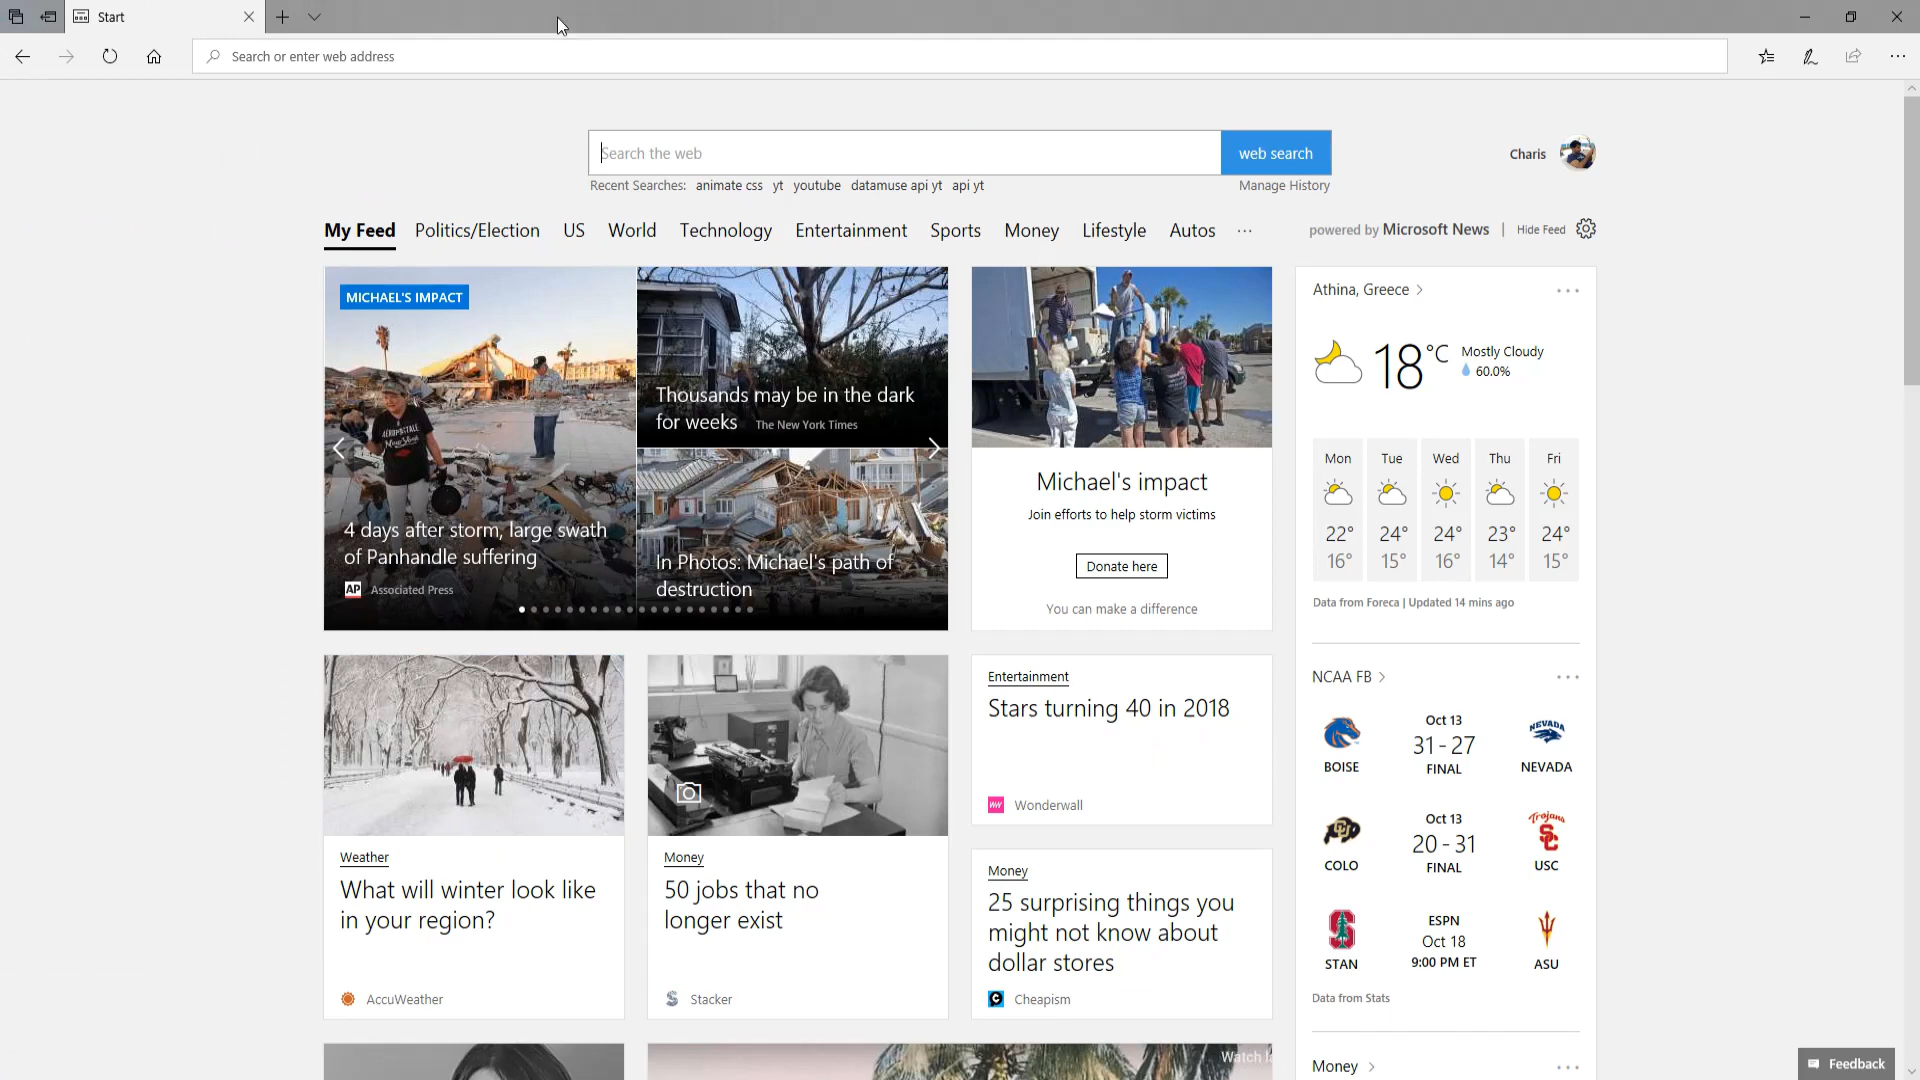 Start
Search or enter web address
Search the web
web search
Charis
Recent Searches: animate css yt youtube datamuse api yt api yt
Manage History
My Feed Politics/Election US World Technology Entertainment Sports Money Lifestyle Autos ...
powered by Microsoft News | Hide Feed
MICHAEL'S IMPACT
4 days after storm, large swath
of Panhandle suffering
AP Associated Press
Thousands may be in the dark
for weeks The New York Times
In Photos: Michael's path of
destruction
Michael's impact
Join efforts to help storm victims
Donate here
You can make a difference
Athina, Greece
18°C
Mostly Cloudy
60.0%
Mon Tue Wed Thu Fri
22° 24° 24° 23° 24°
16° 15° 16° 14° 15°
Data from Foreca | Updated 14 mins ago
Weather
What will winter look like
in your region?
AccuWeather
Money
50 jobs that no
longer exist
Stacker
Entertainment
Stars turning 40 in 2018
Wonderwall
Money
25 surprising things you
might not know about
dollar stores
Cheapism
NCAA FB
Oct 13
31 - 27
FINAL
BOISE
NEVADA
NEVADA
Oct 13
20 - 31
FINAL
COLO
Trojans
SC
USC
ESPN
Oct 18
9:00 PM ET
STAN
ASU
Data from Stats
Money
Feedback